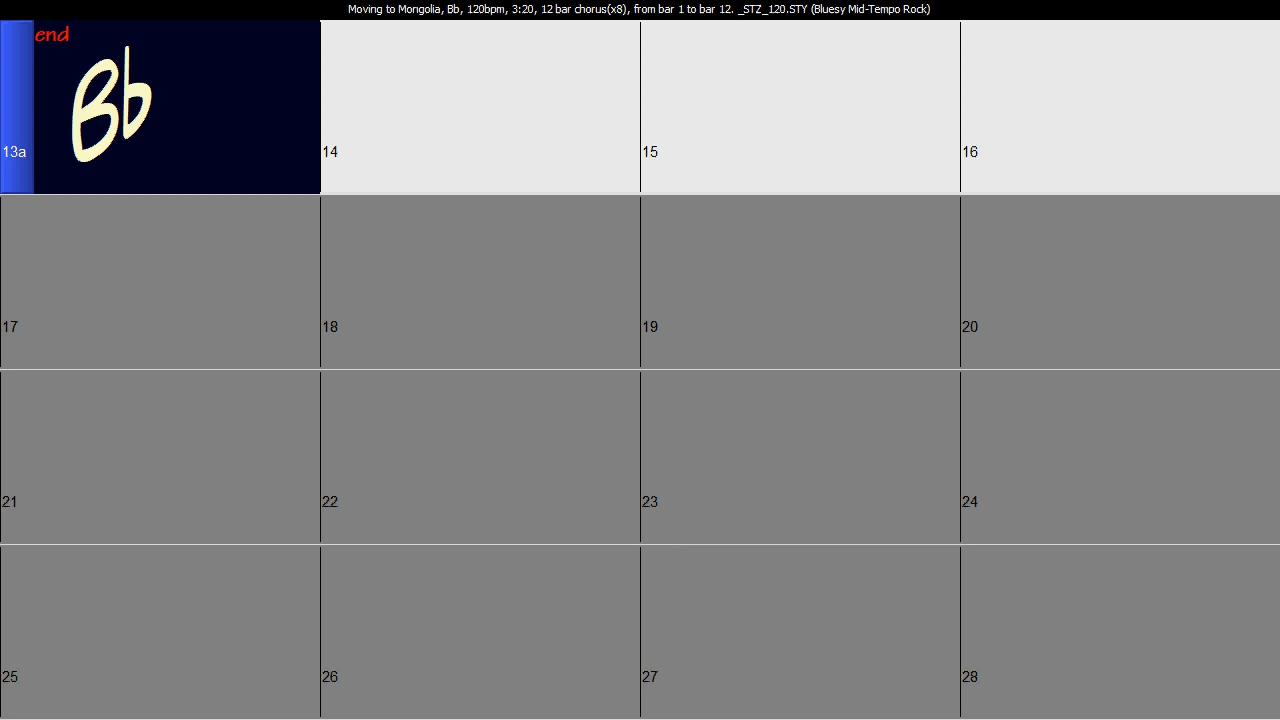 Moving to Mongolia, Bb, 120bpm, 3:20, 12 bar chorus(x8), from bar 1 to bar 12. _STZ_120.STY (Bluesy Mid-Tempo Rock)
end
Bb
13a 14 15 16
17 18 19 20
21 22 23 24
25 26 27 28